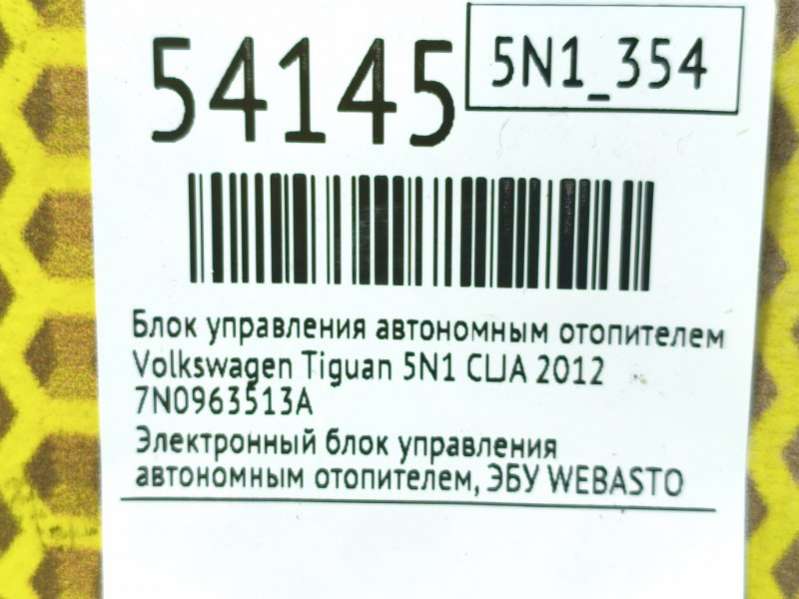 54145
5N1_354
Блок управления автономным отопителем
Volkswagen Tiguan 5N1 CLJA 2012
7N0963513A
Электронный блок управления
автономным отопителем, ЭБУ WEBASTO